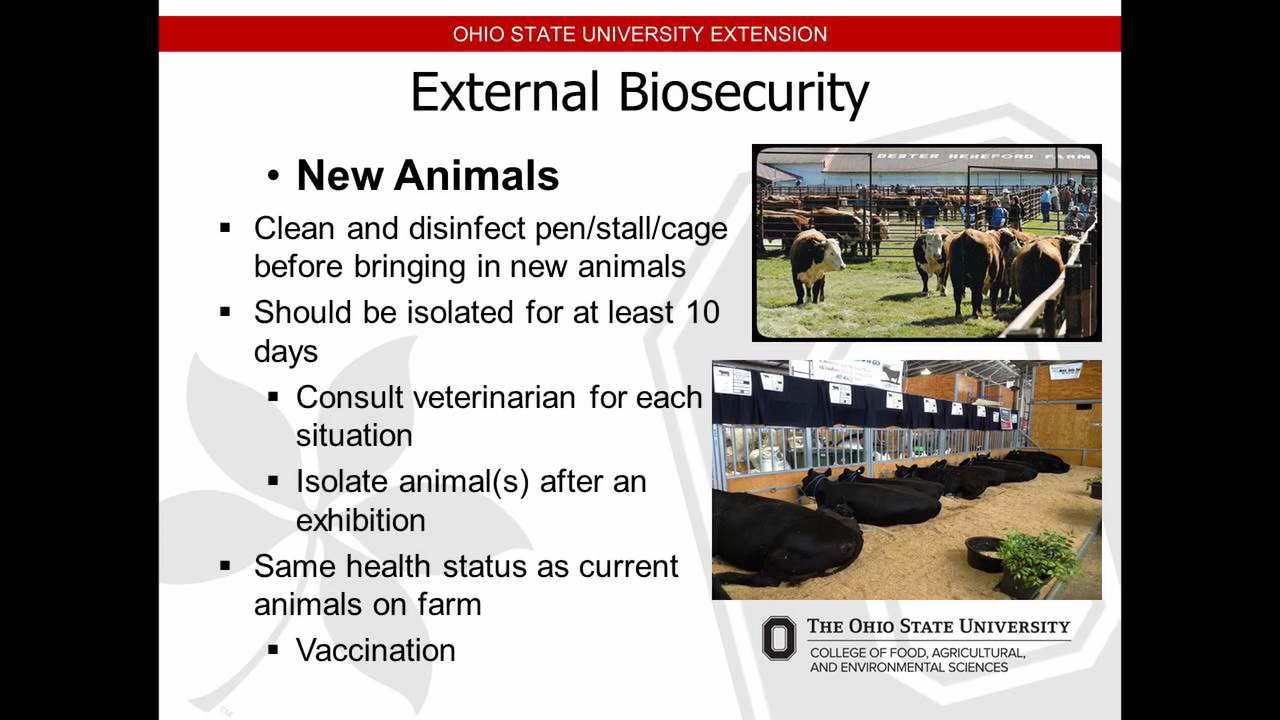 OHIO STATE UNIVERSITY EXTENSION
External Biosecurity
• New Animals
▪ Clean and disinfect pen/stall/cage
before bringing in new animals
▪ Should be isolated for at least 10
days
▪ Consult veterinarian for each
situation
▪ Isolate animal(s) after an
exhibition
▪ Same health status as current
animals on farm
▪ Vaccination
HEREFORD FARM
THE OHIO STATE UNIVERSITY
COLLEGE OF FOOD, AGRICULTURAL,
AND ENVIRONMENTAL SCIENCES
TM